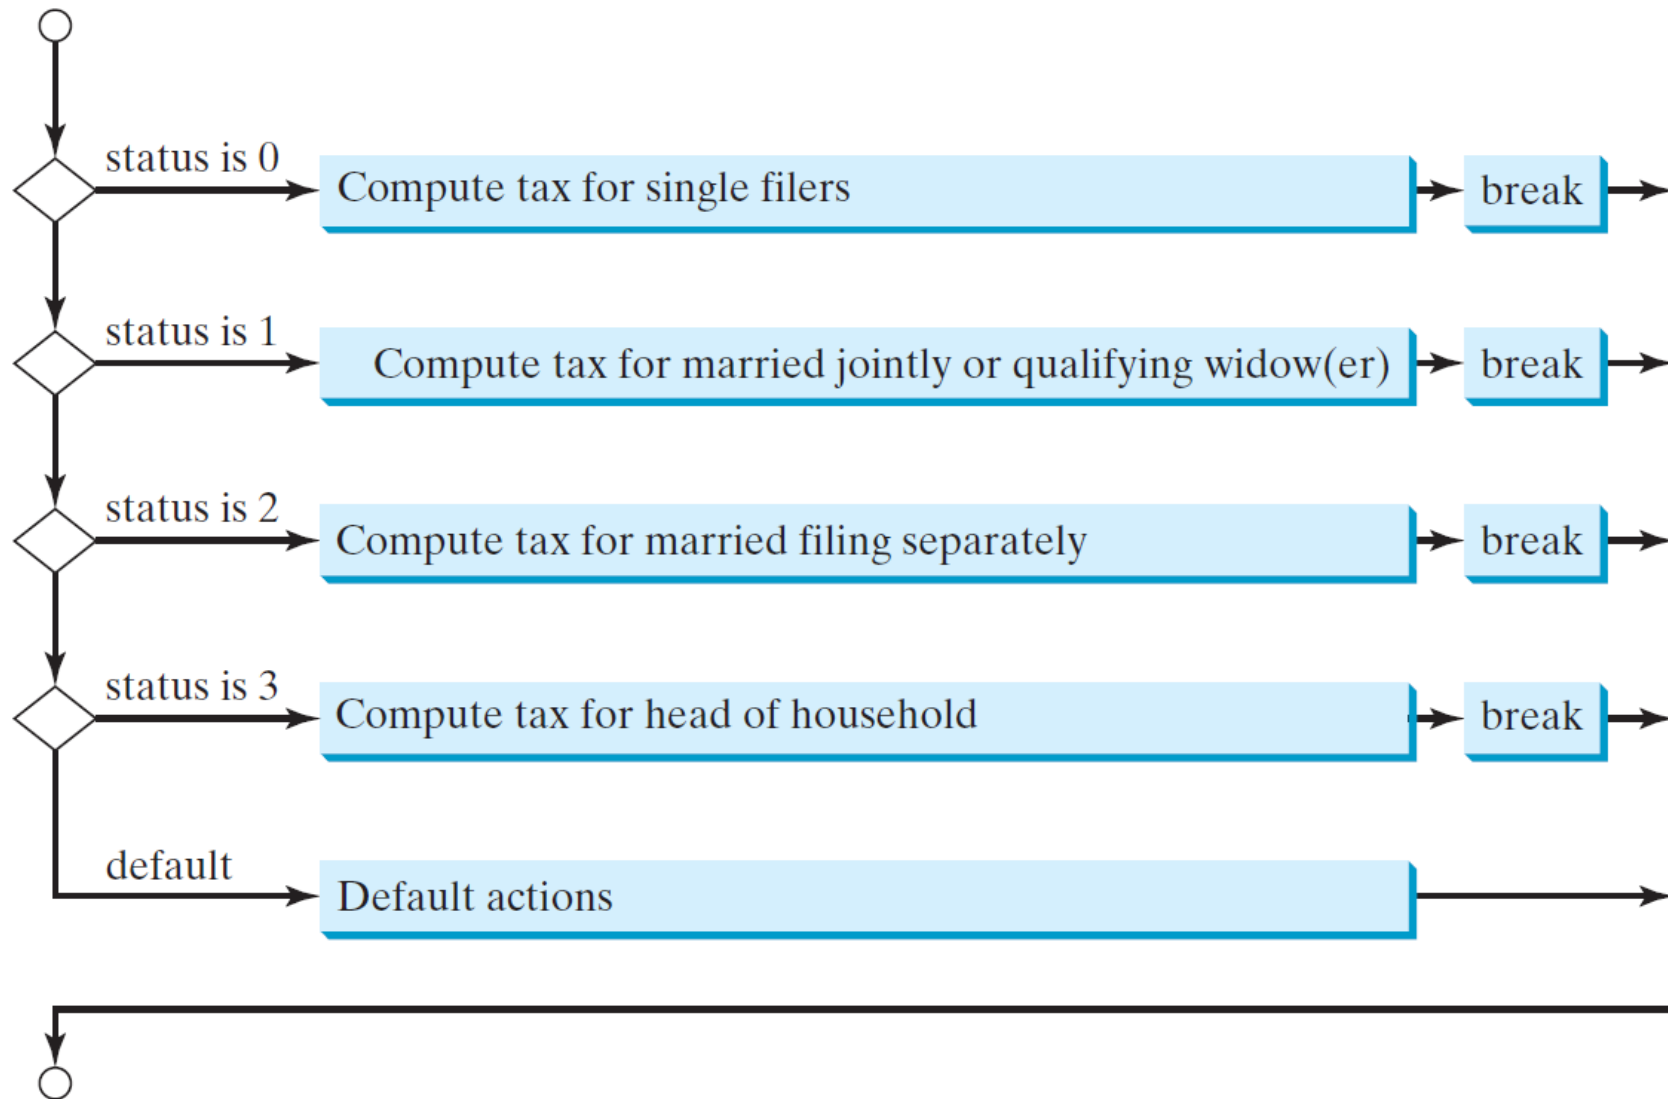 status is 0
Compute tax for single filers
break
status is 1
Compute tax for married jointly or qualifying widow(er)
break
status is 2
Compute tax for married filing separately
break
status is 3
Compute tax for head of household
break
default
Default actions